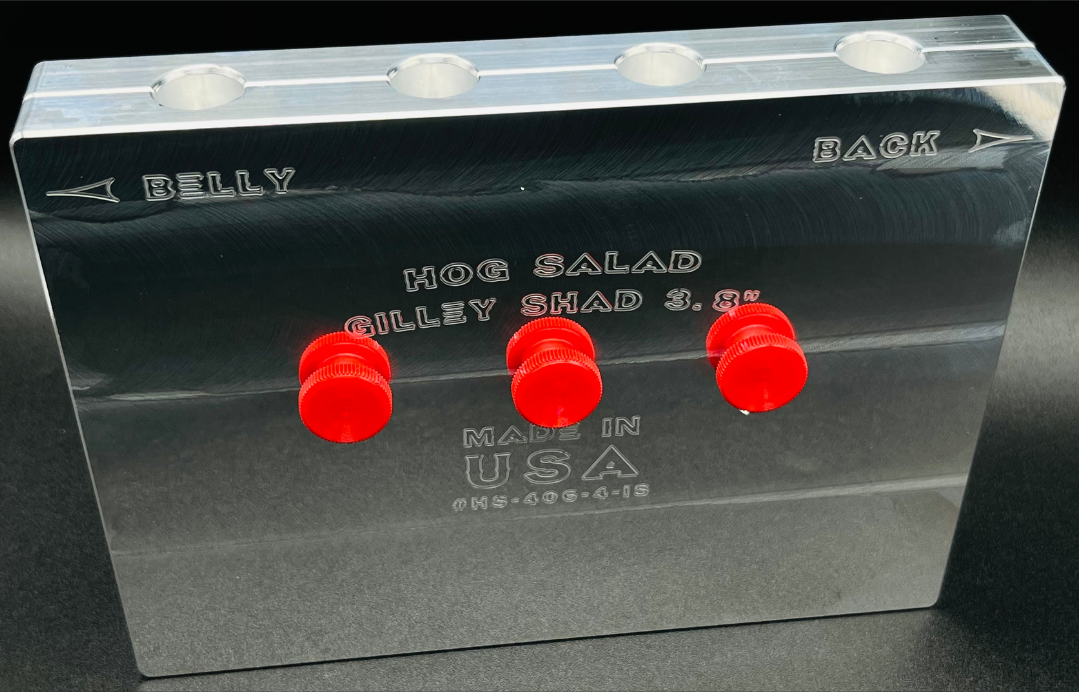 BELLY
BACK
HOG SALAD
GILLEY SHAD 3.8"
MADE IN
USA
#HS-406-4-IS